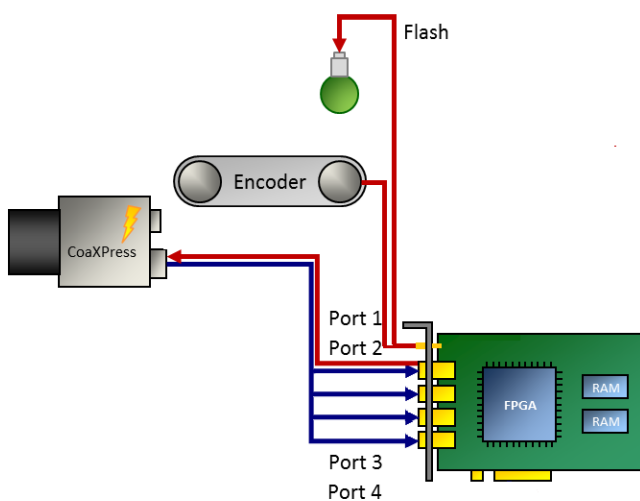 Flash
Encoder
CoaXPress
Port 1
Port 2
FPGA
RAM
RAM
Port 3
Port 4